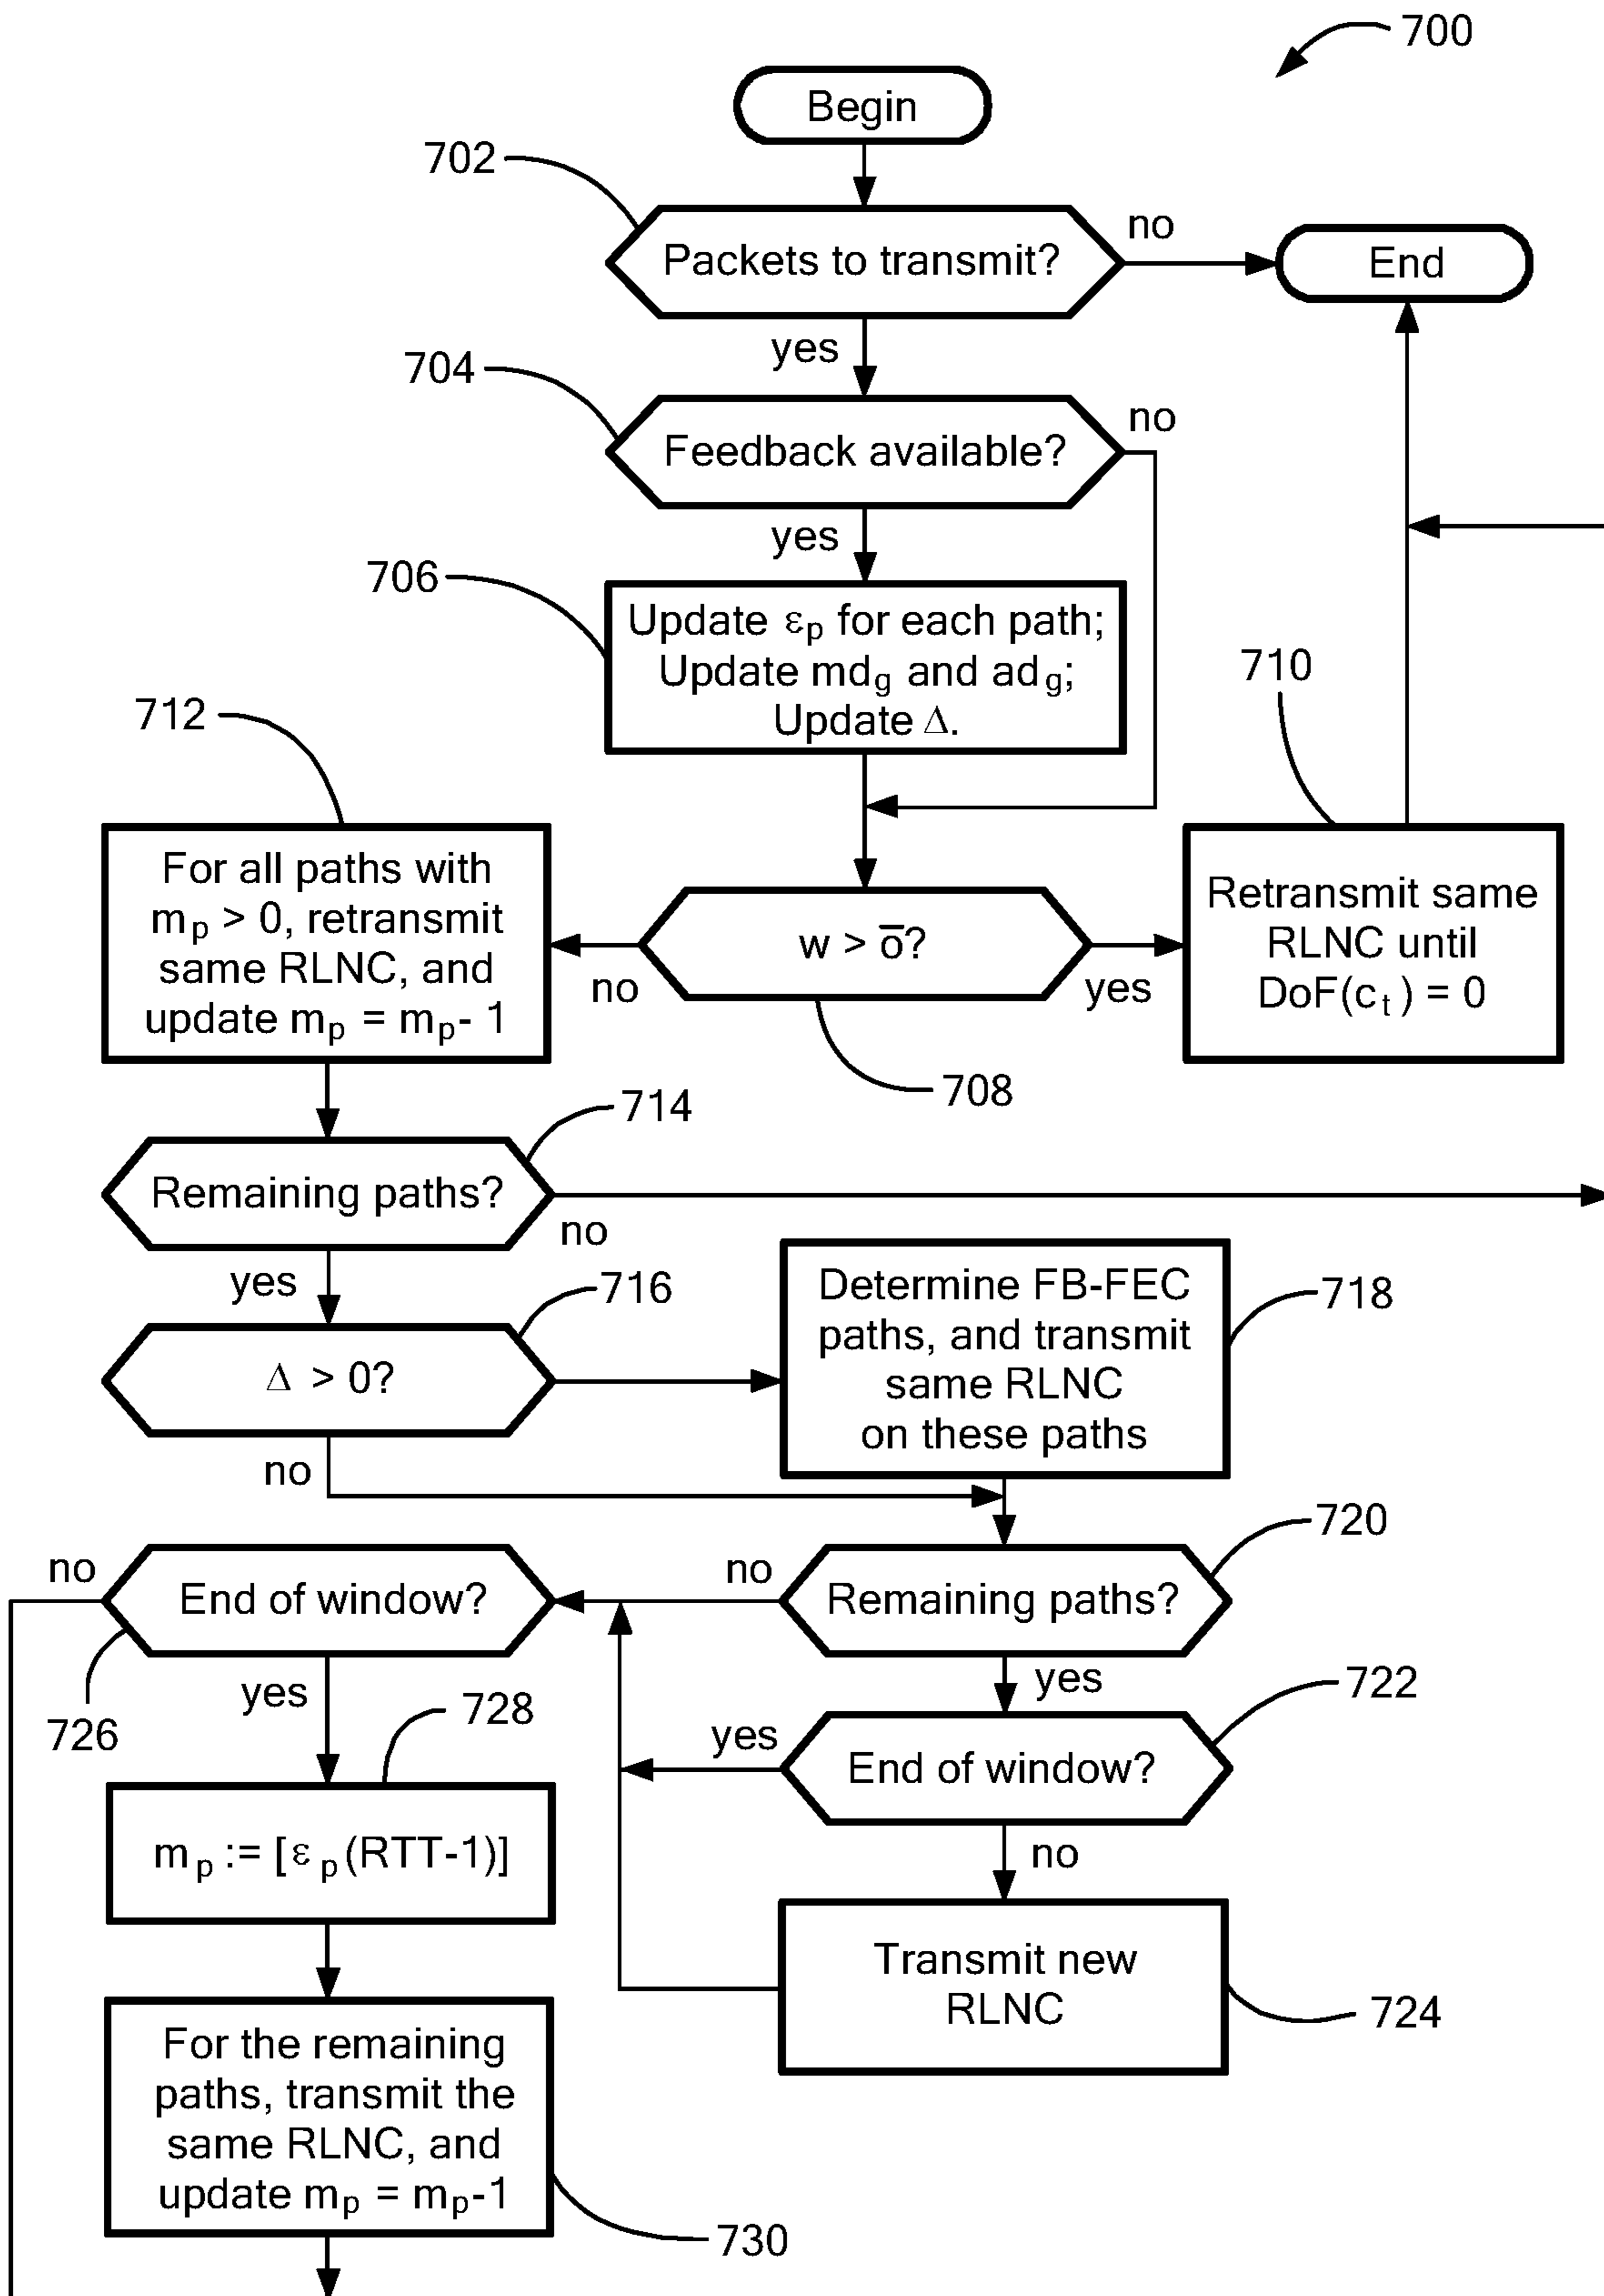 700
Begin
702
Packets to transmit?
no
End
yes
704
Feedback available?
no
yes
706
Update εp for each path;
Update mdg and adg;
Update Δ.
710
712
For all paths with
mp > 0, retransmit
same RLNC, and
update mp = mp- 1
w > o̅?
no
yes
Retransmit same
RLNC until
DoF(ct) = 0
708
714
Remaining paths?
no
yes
716
Δ > 0?
no
Determine FB-FEC
paths, and transmit
same RLNC
on these paths
718
720
Remaining paths?
no
yes
End of window?
no
yes
726
722
End of window?
yes
no
728
mp := [εp(RTT-1)]
Transmit new
RLNC
724
For the remaining
paths, transmit the
same RLNC, and
update mp = mp-1
730